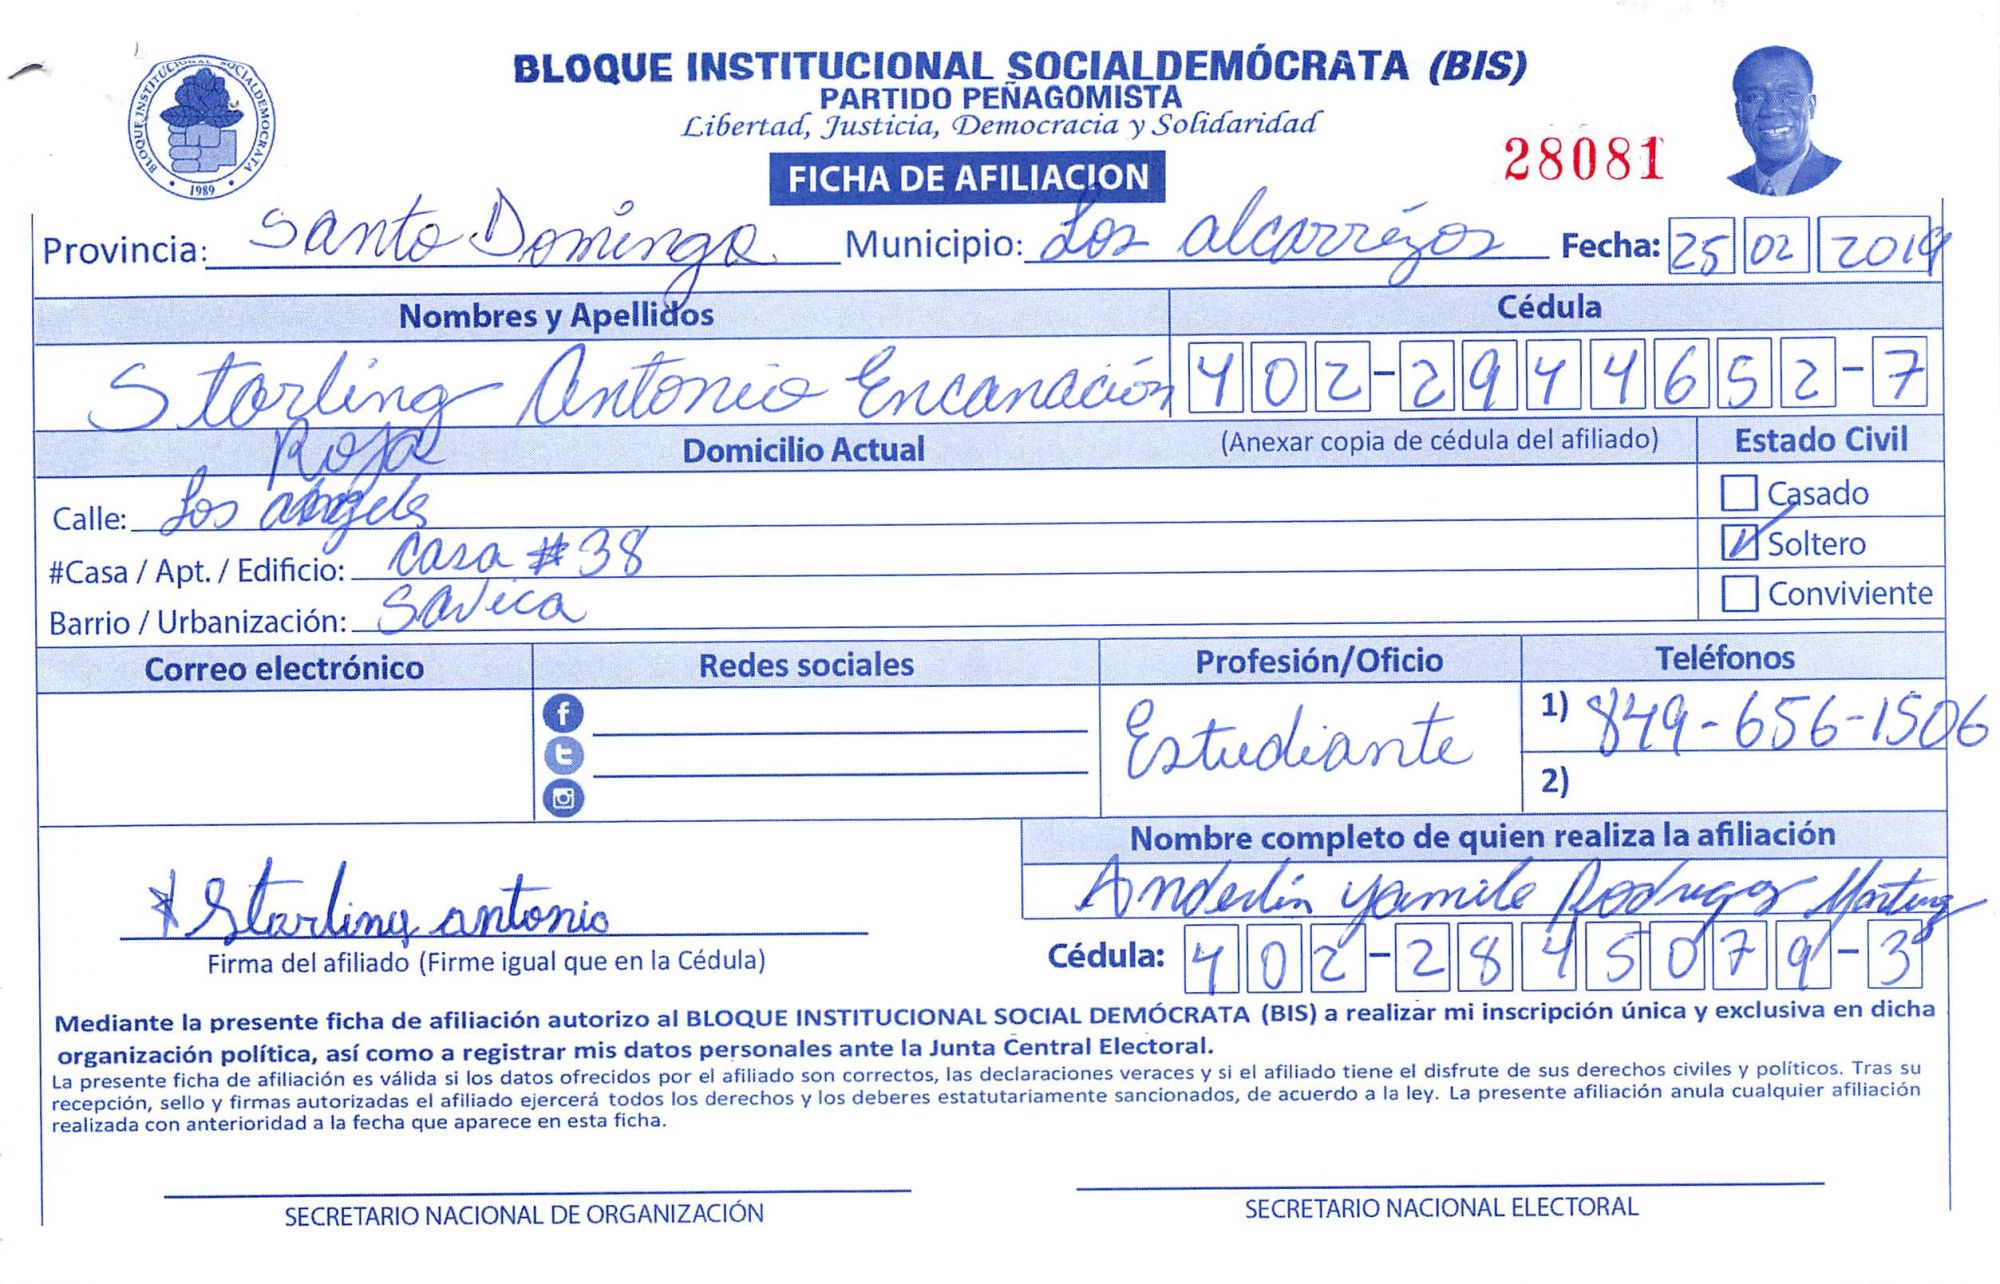 BLOQUE INSTITUCIONAL SOCIALDEMÓCRATA (BIS)
PARTIDO PEÑAGOMISTA
Libertad, Justicia, Democracia y Solidaridad
BLOQUE INSTITUCIONAL SOCIALDEMOCRATA
• 1989 •
28081
FICHA DE AFILIACION
Provincia: Santo Domingo Municipio: Los alcarrizos Fecha: 25 02 2019
Nombres y Apellidos Cédula
Starling Antonio Encanación 402-2944652-7
Roja
Domicilio Actual (Anexar copia de cédula del afiliado) Estado Civil
Calle: Los angels
Casado
#Casa / Apt. / Edificio: Casa #38
Soltero
Barrio / Urbanización: Savica
Conviviente
Correo electrónico Redes sociales Profesión/Oficio Teléfonos
Estudiante 1) 849-656-1506
2)
Nombre completo de quien realiza la afiliación
Anderlin Yamile Rodrigez Martinez
Starling antonio
Firma del afiliado (Firme igual que en la Cédula)
Cédula: 402-2845079-3
Mediante la presente ficha de afiliación autorizo al BLOQUE INSTITUCIONAL SOCIAL DEMÓCRATA (BIS) a realizar mi inscripción única y exclusiva en dicha
organización política, así como a registrar mis datos personales ante la Junta Central Electoral.
La presente ficha de afiliación es válida si los datos ofrecidos por el afiliado son correctos, las declaraciones veraces y si el afiliado tiene el disfrute de sus derechos civiles y políticos. Tras su
recepción, sello y firmas autorizadas el afiliado ejercerá todos los derechos y los deberes estatutariamente sancionados, de acuerdo a la ley. La presente afiliación anula cualquier afiliación
realizada con anterioridad a la fecha que aparece en esta ficha.
SECRETARIO NACIONAL DE ORGANIZACIÓN
SECRETARIO NACIONAL ELECTORAL